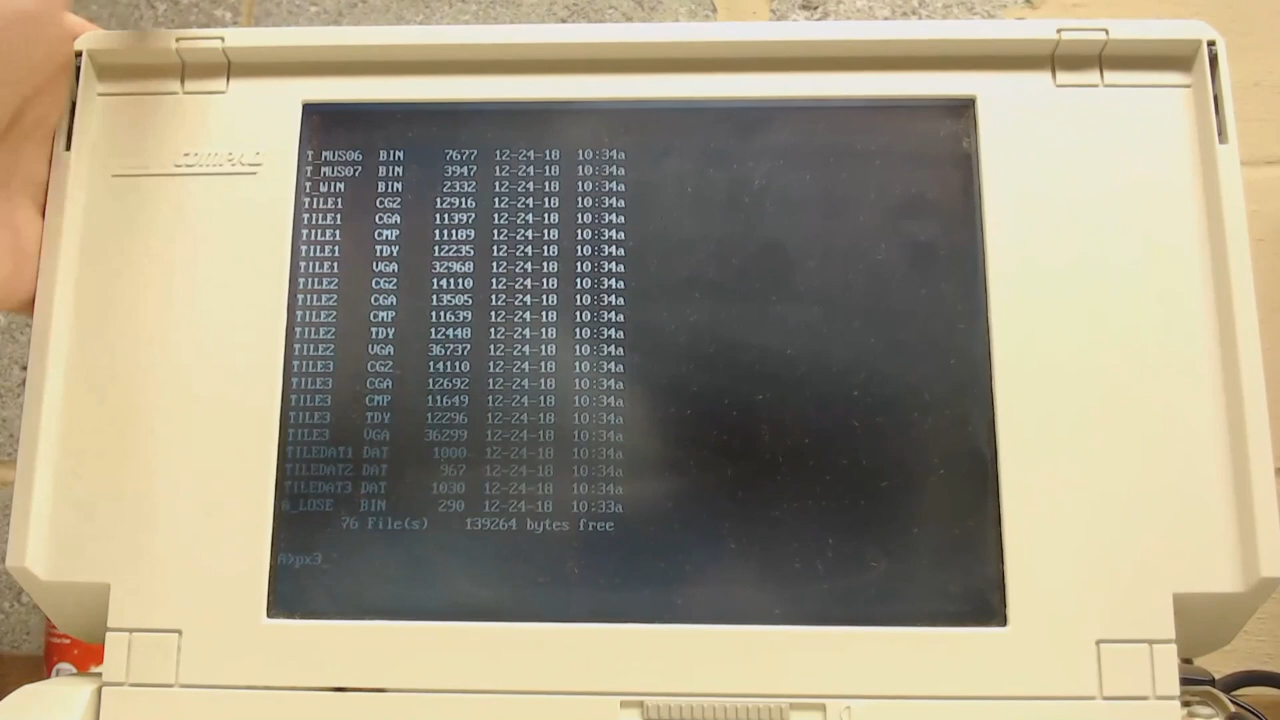 COMPAQ
T_MUS06 BIN 7677 12-24-18 10:34a
T_MUS07 BIN 3947 12-24-18 10:34a
T_WIN BIN 2332 12-24-18 10:34a
TILE1 CG2 12916 12-24-18 10:34a
TILE1 CGA 11397 12-24-18 10:34a
TILE1 CMP 11189 12-24-18 10:34a
TILE1 TDY 12235 12-24-18 10:34a
TILE1 VGA 32968 12-24-18 10:34a
TILE2 CG2 14110 12-24-18 10:34a
TILE2 CGA 13505 12-24-18 10:34a
TILE2 CMP 11639 12-24-18 10:34a
TILE2 TDY 12448 12-24-18 10:34a
TILE2 VGA 36737 12-24-18 10:34a
TILE3 CG2 14110 12-24-18 10:34a
TILE3 CGA 12692 12-24-18 10:34a
TILE3 CMP 11649 12-24-18 10:34a
TILE3 TDY 12296 12-24-18 10:34a
TILE3 VGA 36299 12-24-18 10:34a
TILEDAT1 DAT 1000 12-24-18 10:34a
TILEDAT2 DAT 967 12-24-18 10:34a
TILEDAT3 DAT 1030 12-24-18 10:34a
A_LOSE BIN 290 12-24-18 10:33a
76 File(s) 139264 bytes free
A>px3_